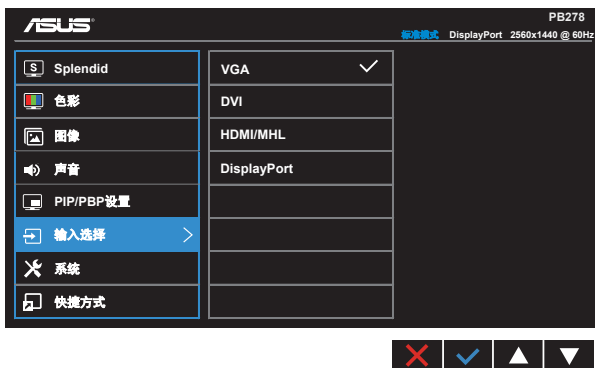 ASUS
PB278
标准模式 DisplayPort 2560x1440 @ 60Hz
S Splendid
色彩
图像
声音
PIP/PBP设置
输入选择
系统
快捷方式
VGA
DVI
HDMI/MHL
DisplayPort